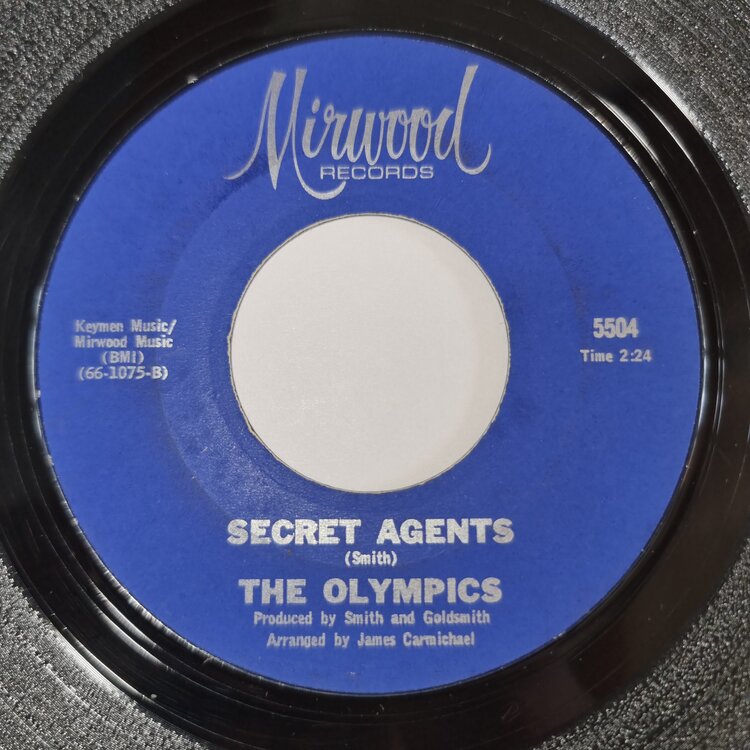 Mirwood
RECORDS
Keymen Music/
Mirwood Music
(BMI)
(66-1075-B)
5504
Time 2:24
SECRET AGENTS
(Smith)
THE OLYMPICS
Produced by Smith and Goldsmith
Arranged by James Carmichael